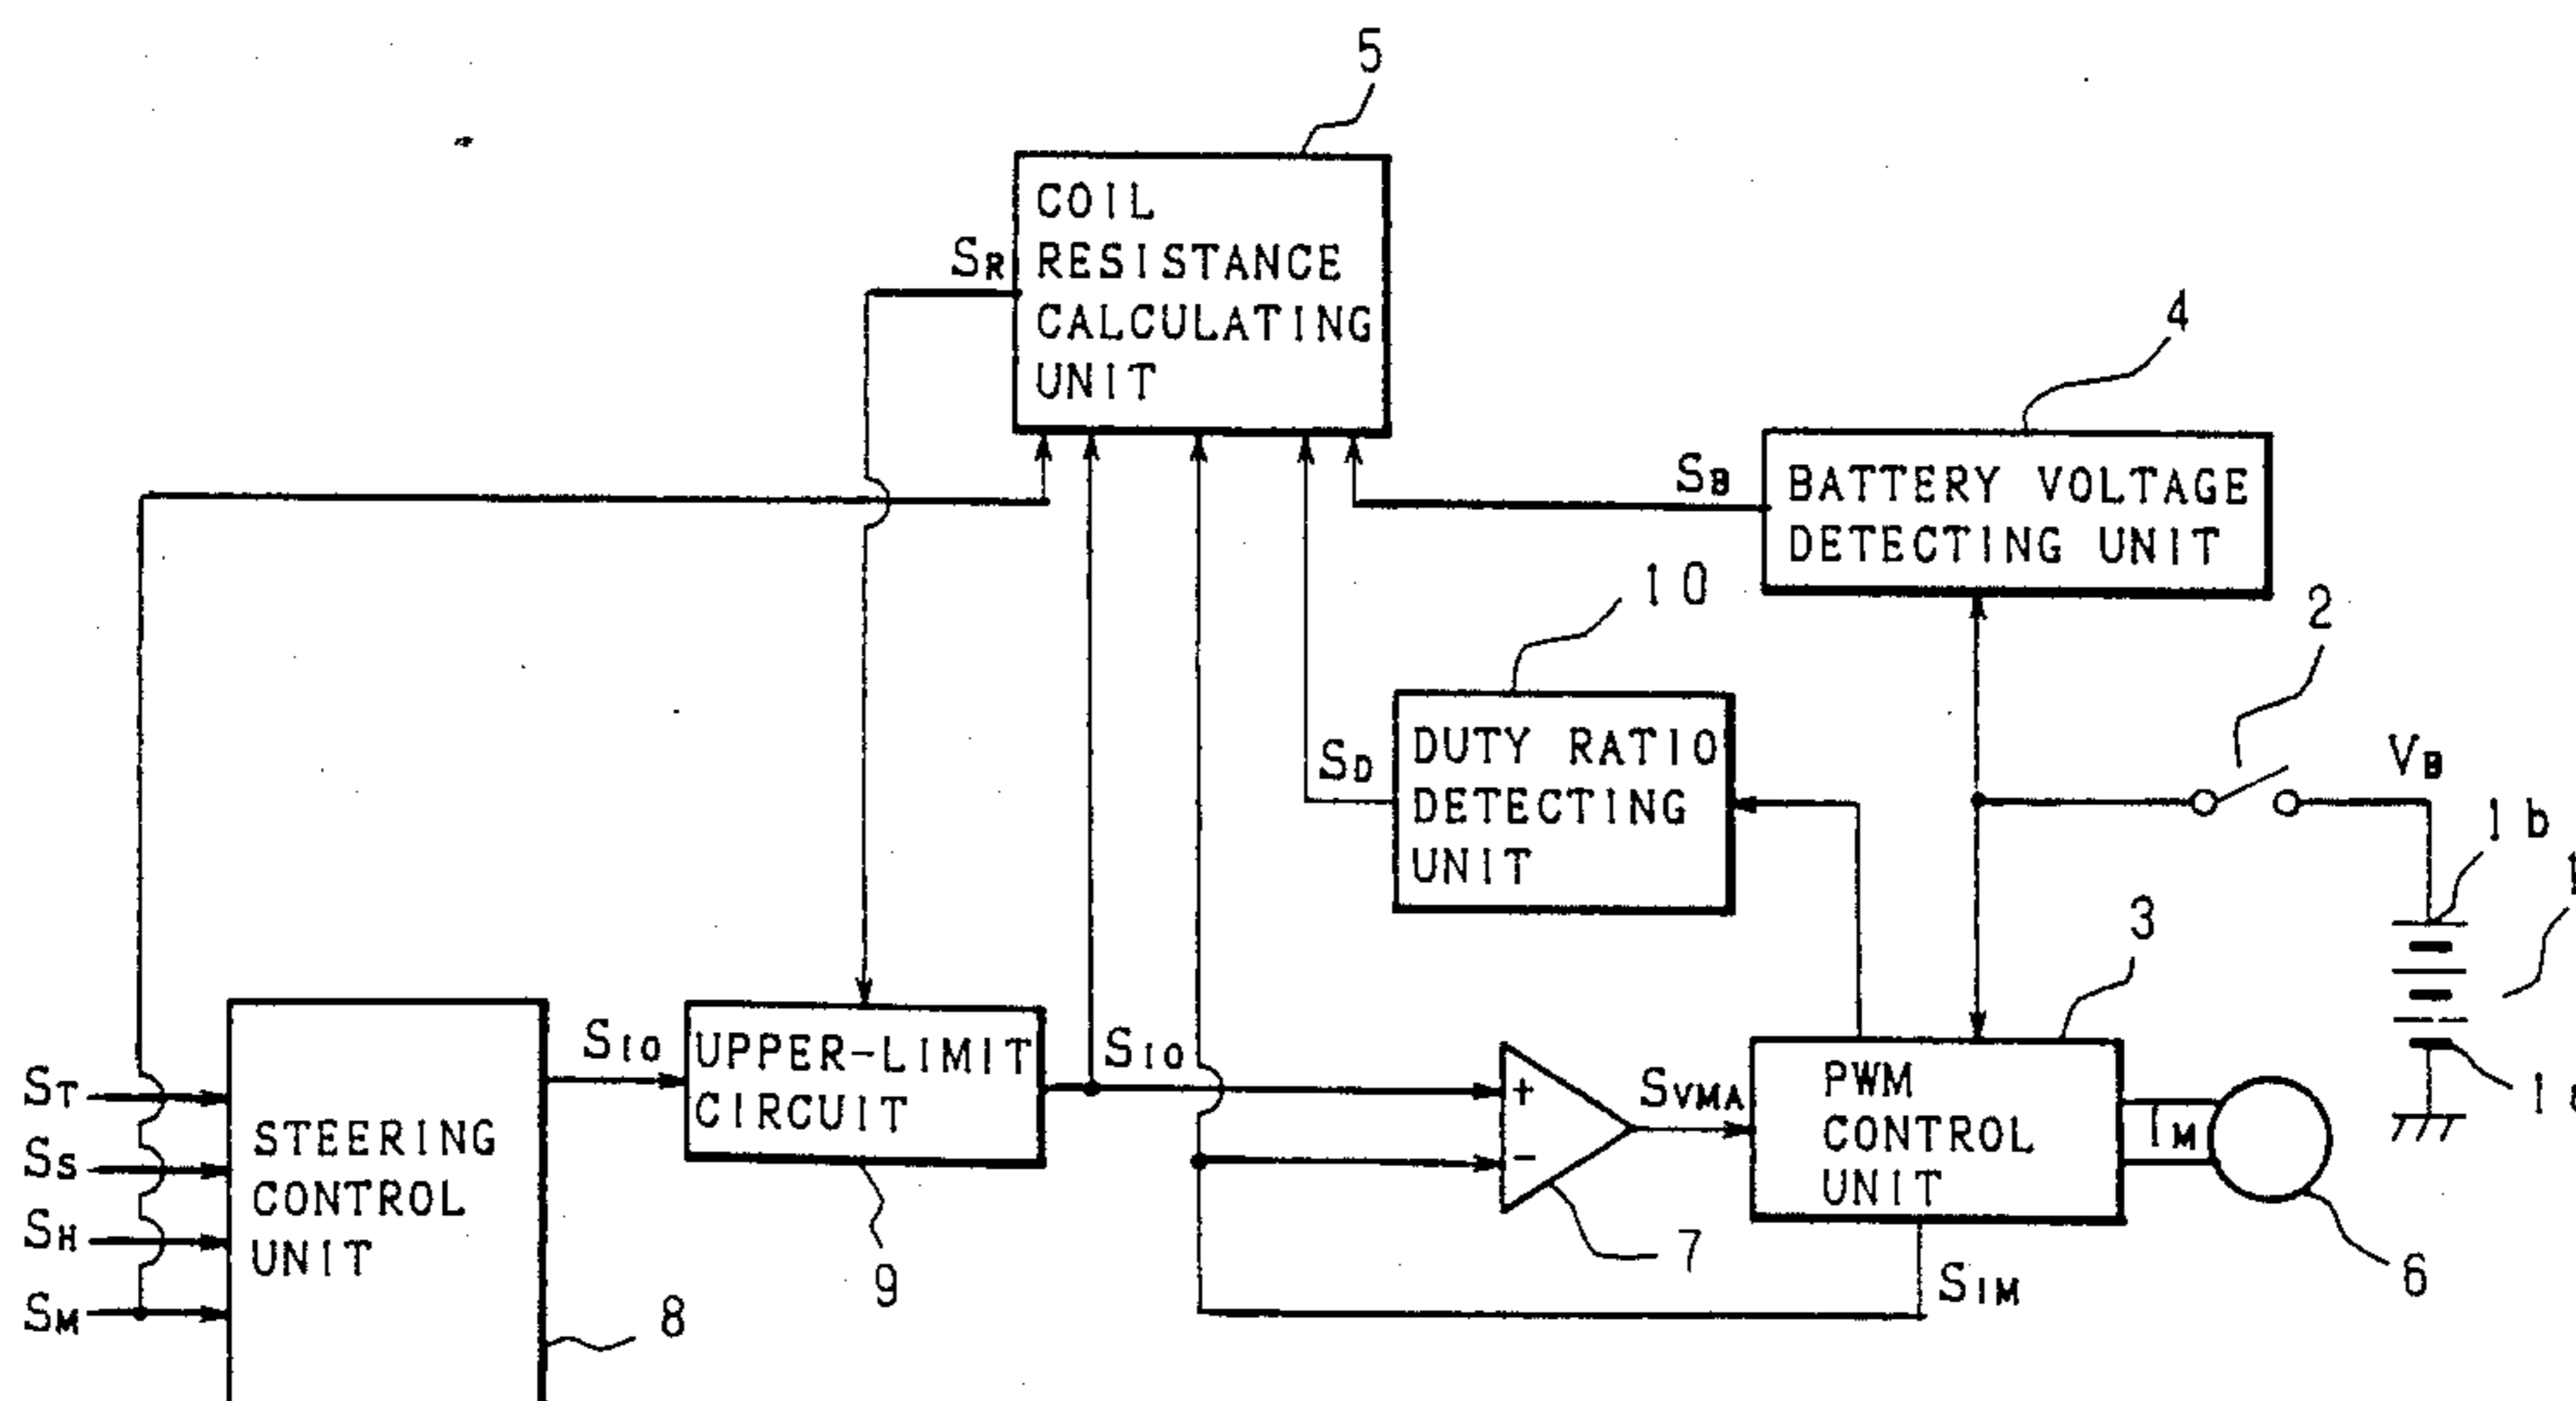 5
COIL
RESISTANCE
CALCULATING
UNIT
SR
4
SB
BATTERY VOLTAGE
DETECTING UNIT
10
2
SD
DUTY RATIO
DETECTING
UNIT
VB
1b
3
SIO
UPPER-LIMIT
CIRCUIT
SIO
ST
SS
SH
SM
STEERING
CONTROL
UNIT
+
-
SVMA
PWM
CONTROL
UNIT
IM
7
9
8
SIM
6